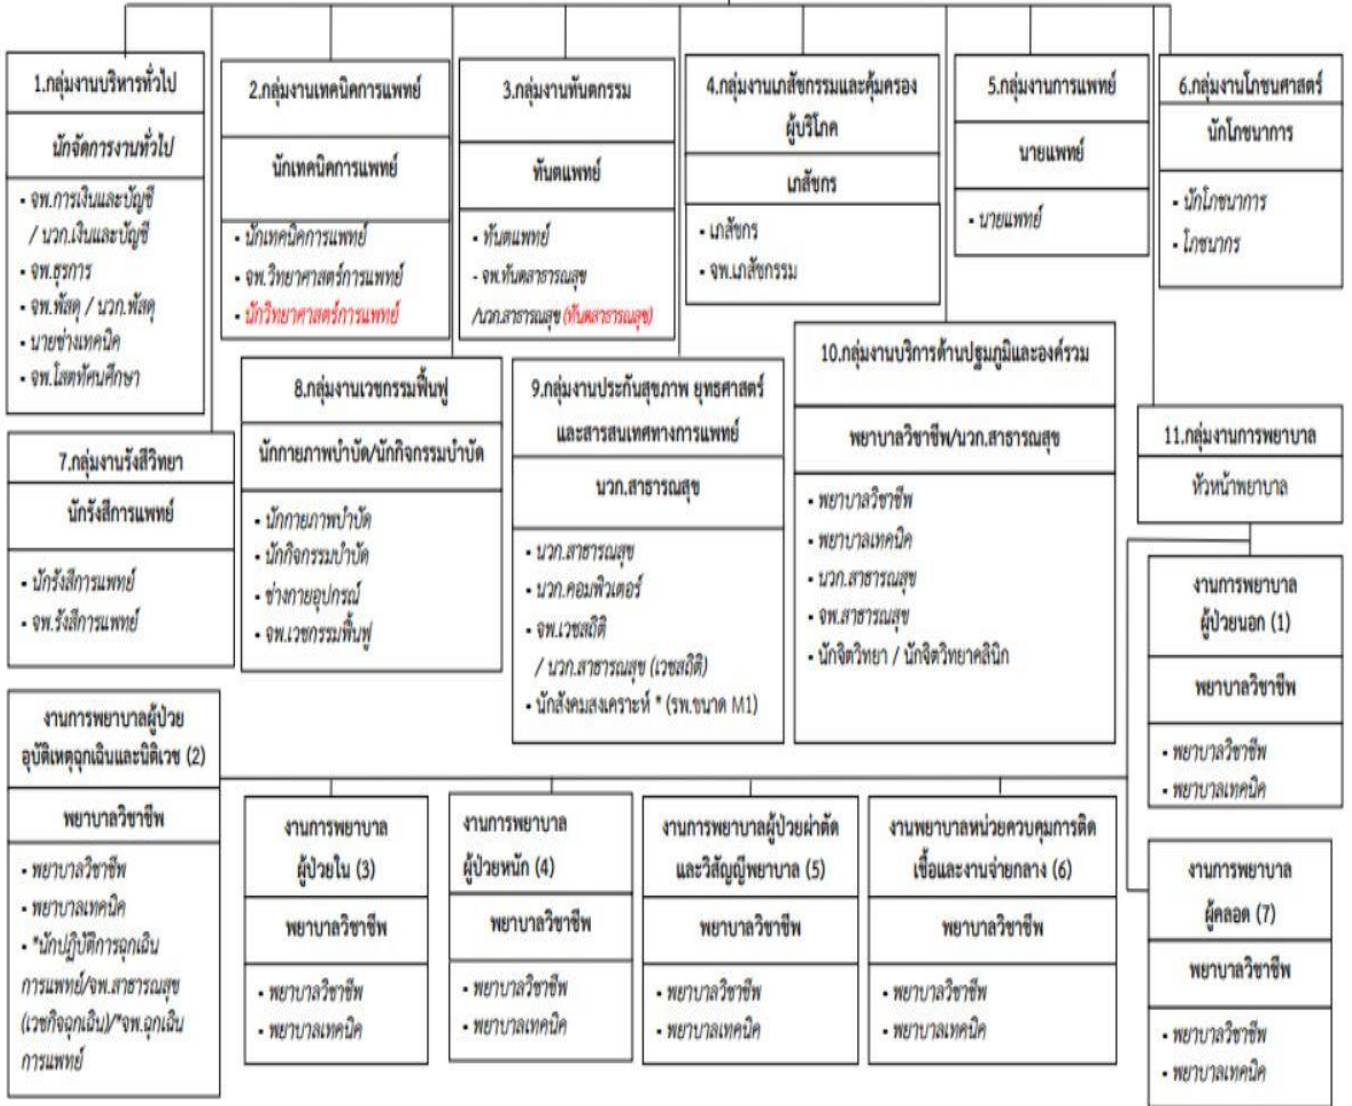 1.กลุ่มงานบริหารทั่วไป
นักจัดการงานทั่วไป
- จพ.การเงินและบัญชี
/ นวก.เงินและบัญชี
- จพ.ธุรการ
- จพ.พัสดุ / นวก.พัสดุ
- นายช่างเทคนิค
- จพ.โสตทัศนศึกษา
2.กลุ่มงานเทคนิคการแพทย์
นักเทคนิคการแพทย์
- นักเทคนิคการแพทย์
- จพ.วิทยาศาสตร์การแพทย์
- นักวิทยาศาสตร์การแพทย์
3.กลุ่มงานทันตกรรม
ทันตแพทย์
- ทันตแพทย์
- จพ.ทันตสาธารณสุข
/นวก.สาธารณสุข (ทันตสาธารณสุข)
4.กลุ่มงานเภสัชกรรมและคุ้มครอง
ผู้บริโภค
เภสัชกร
- เภสัชกร
- จพ.เภสัชกรรม
5.กลุ่มงานการแพทย์
นายแพทย์
- นายแพทย์
6.กลุ่มงานโภชนศาสตร์
นักโภชนาการ
- นักโภชนาการ
- โภชนากร
7.กลุ่มงานรังสีวิทยา
นักรังสีการแพทย์
- นักรังสีการแพทย์
- จพ.รังสีการแพทย์
8.กลุ่มงานเวชกรรมฟื้นฟู
นักกายภาพบำบัด/นักกิจกรรมบำบัด
- นักกายภาพบำบัด
- นักกิจกรรมบำบัด
- ช่างกายอุปกรณ์
- จพ.เวชกรรมฟื้นฟู
9.กลุ่มงานประกันสุขภาพ ยุทธศาสตร์
และสารสนเทศทางการแพทย์
นวก.สาธารณสุข
- นวก.สาธารณสุข
- นวก.คอมพิวเตอร์
- จพ.เวชสถิติ
/ นวก.สาธารณสุข (เวชสถิติ)
- นักสังคมสงเคราะห์ * (รพ.ขนาด M1)
10.กลุ่มงานบริการด้านปฐมภูมิและองค์รวม
พยาบาลวิชาชีพ/นวก.สาธารณสุข
- พยาบาลวิชาชีพ
- พยาบาลเทคนิค
- นวก.สาธารณสุข
- จพ.สาธารณสุข
- นักจิตวิทยา / นักจิตวิทยาคลินิก
11.กลุ่มงานการพยาบาล
หัวหน้าพยาบาล
งานการพยาบาล
ผู้ป่วยนอก (1)
พยาบาลวิชาชีพ
- พยาบาลวิชาชีพ
- พยาบาลเทคนิค
งานการพยาบาลผู้ป่วย
อุบัติเหตุฉุกเฉินและนิติเวช (2)
พยาบาลวิชาชีพ
- พยาบาลวิชาชีพ
- พยาบาลเทคนิค
- *นักปฏิบัติการฉุกเฉิน
การแพทย์/จพ.สาธารณสุข
(เวชกิจฉุกเฉิน)/*จพ.ฉุกเฉิน
การแพทย์
งานการพยาบาล
ผู้ป่วยใน (3)
พยาบาลวิชาชีพ
- พยาบาลวิชาชีพ
- พยาบาลเทคนิค
งานการพยาบาล
ผู้ป่วยหนัก (4)
พยาบาลวิชาชีพ
- พยาบาลวิชาชีพ
- พยาบาลเทคนิค
งานการพยาบาลผู้ป่วยผ่าตัด
และวิสัญญีพยาบาล (5)
พยาบาลวิชาชีพ
- พยาบาลวิชาชีพ
- พยาบาลเทคนิค
งานพยาบาลหน่วยควบคุมการติด
เชื้อและงานจ่ายกลาง (6)
พยาบาลวิชาชีพ
- พยาบาลวิชาชีพ
- พยาบาลเทคนิค
งานการพยาบาล
ผู้คลอด (7)
พยาบาลวิชาชีพ
- พยาบาลวิชาชีพ
- พยาบาลเทคนิค